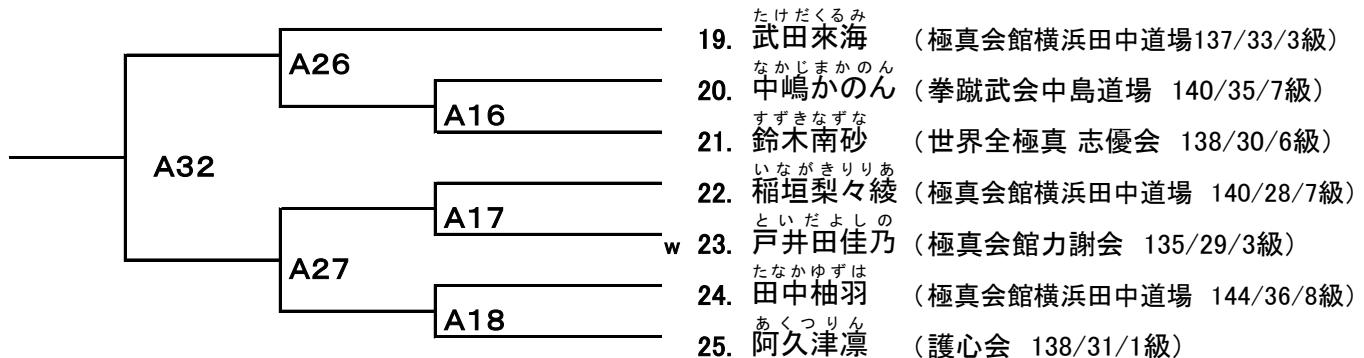 たけだくるみ
19. 武田來海 (極真会館横浜田中道場137/33/3級)
A26
なかじまかのん
20. 中嶋かのん (拳蹴武会中島道場 140/35/7級)
A16
すずきなずな
21. 鈴木南砂 (世界全極真 志優会 138/30/6級)
A32
いながきりりあ
22. 稲垣梨々綾 (極真会館横浜田中道場 140/28/7級)
A17
といだよしの
w 23. 戸井田佳乃 (極真会館力謝会 135/29/3級)
A27
たなかゆずは
24. 田中柚羽 (極真会館横浜田中道場 144/36/8級)
A18
あくつりん
25. 阿久津凛 (護心会 138/31/1級)